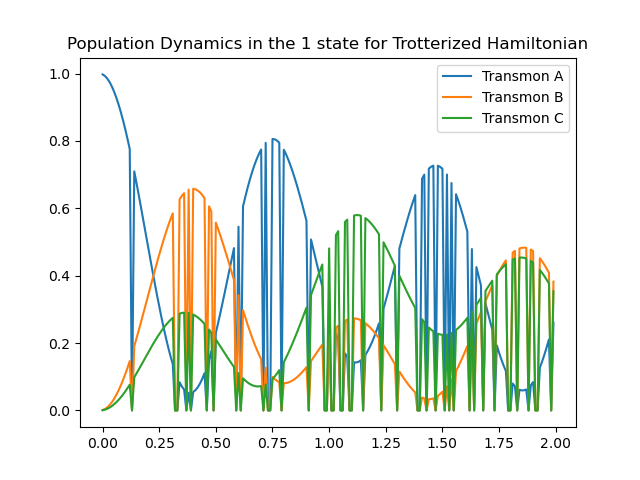 Population Dynamics in the 1 state for Trotterized Hamiltonian
1.0
0.8
0.6
0.4
0.2
0.0
Transmon A
Transmon B
Transmon C
0.00 0.25 0.50 0.75 1.00 1.25 1.50 1.75 2.00